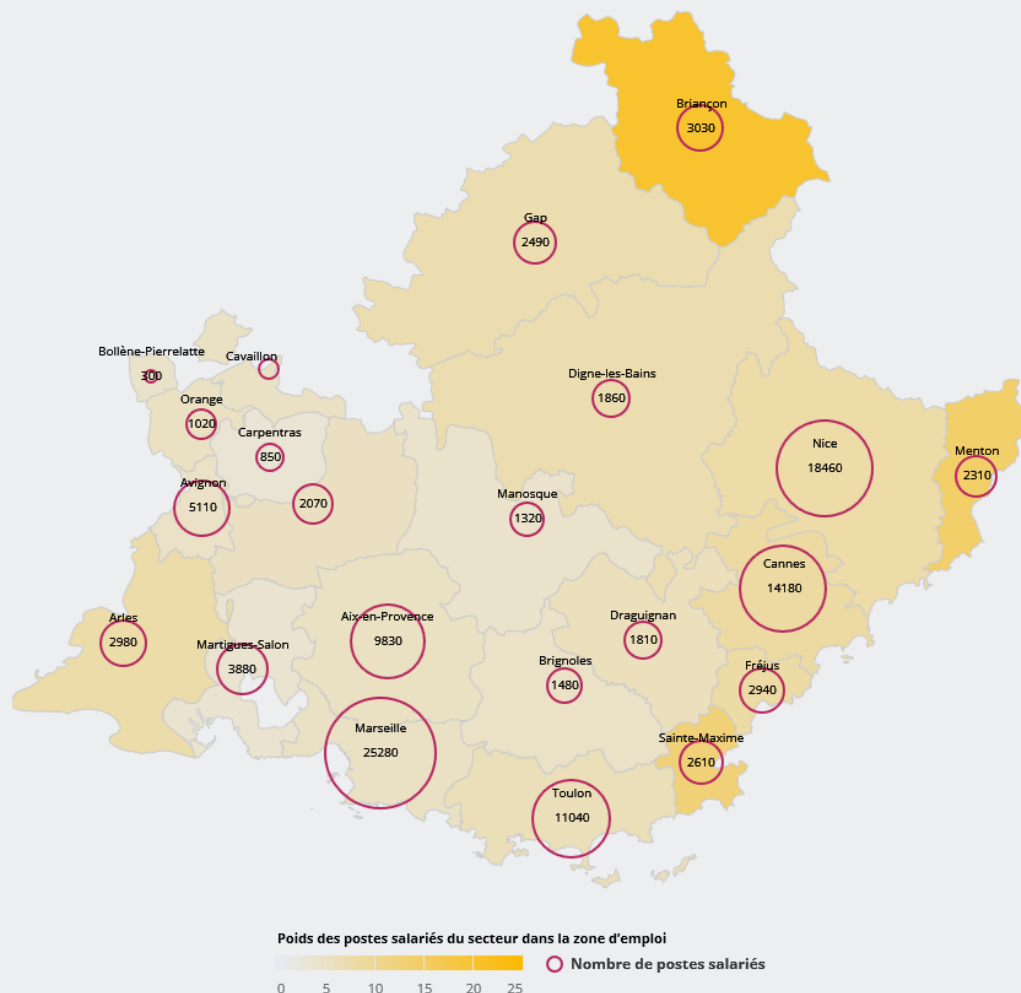 Briançon
3030
Gap
2490
Bollène-Pierrelatte
300
Cavaillon
Digne-les-Bains
1860
Orange
1020
Carpentras
850
Nice
18460
Menton
2310
Avignon
5110
2070
Manosque
1320
Cannes
14180
Arles
2980
Aix-en-Provence
9830
Draguignan
1810
Martigues-Salon
3880
Brignoles
1480
Fréjus
2940
Marseille
25280
Sainte-Maxime
2610
Toulon
11040
Poids des postes salariés du secteur dans la zone d’emploi
Nombre de postes salariés
0 5 10 15 20 25